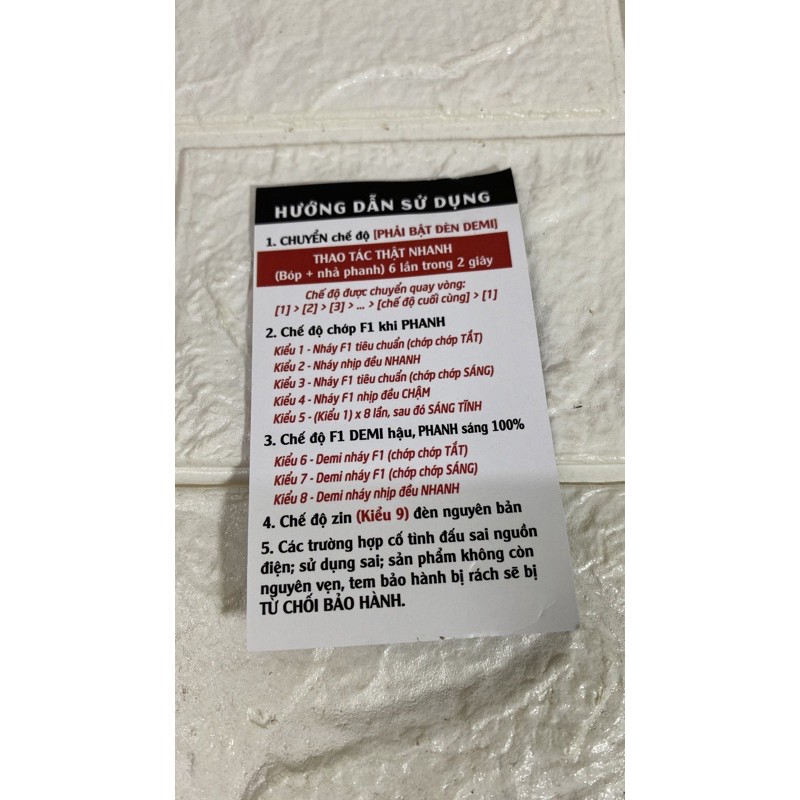 HƯỚNG DẪN SỬ DỤNG
1. CHUYỂN chế độ [PHẢI BẬT ĐÈN DEMI]
THAO TÁC THẬT NHANH
(Bóp + nhả phanh) 6 lần trong 2 giây
Chế độ được chuyển quay vòng:
[1] > [2] > [3] > ... > [chế độ cuối cùng] > [1]
2. Chế độ chớp F1 khi PHANH
Kiểu 1 - Nháy F1 tiêu chuẩn (chớp chớp TẮT)
Kiểu 2 - Nháy nhịp đều NHANH
Kiểu 3 - Nháy F1 tiêu chuẩn (chớp chớp SÁNG)
Kiểu 4 - Nháy F1 nhịp đều CHẬM
Kiểu 5 - (Kiểu 1) x 8 lần, sau đó SÁNG TĨNH
3. Chế độ F1 DEMI hậu, PHANH sáng 100%
Kiểu 6 - Demi nháy F1 (chớp chớp TẮT)
Kiểu 7 - Demi nháy F1 (chớp chớp SÁNG)
Kiểu 8 - Demi nháy nhịp đều NHANH
4. Chế độ zin (Kiểu 9) đèn nguyên bản
5. Các trường hợp cố tình đấu sai nguồn
điện; sử dụng sai; sản phẩm không còn
nguyên vẹn, tem bảo hành bị rách sẽ bị
TỪ CHỐI BẢO HÀNH.